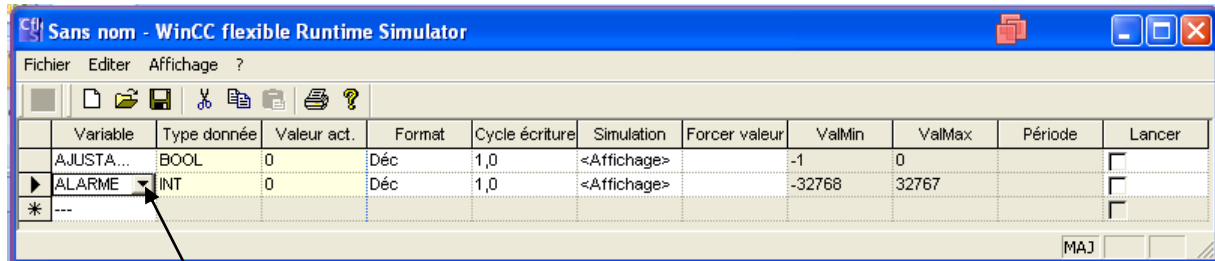 Sans nom - WinCC flexible Runtime Simulator
Fichier Editer Affichage ?
Variable Type donnée Valeur act. Format Cycle écriture Simulation Forcer valeur ValMin ValMax Période Lancer
AJUSTA... BOOL 0 Déc 1,0 <Affichage> -1 0
ALARME INT 0 Déc 1,0 <Affichage> -32768 32767
---
MAJ